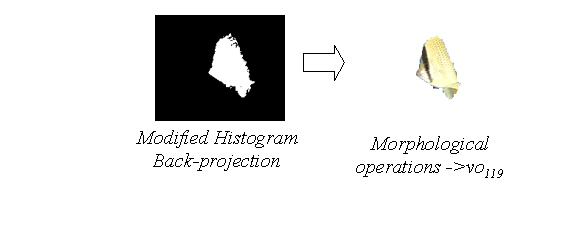 Modified Histogram
Back-projection
Morphological
operations ->vo119